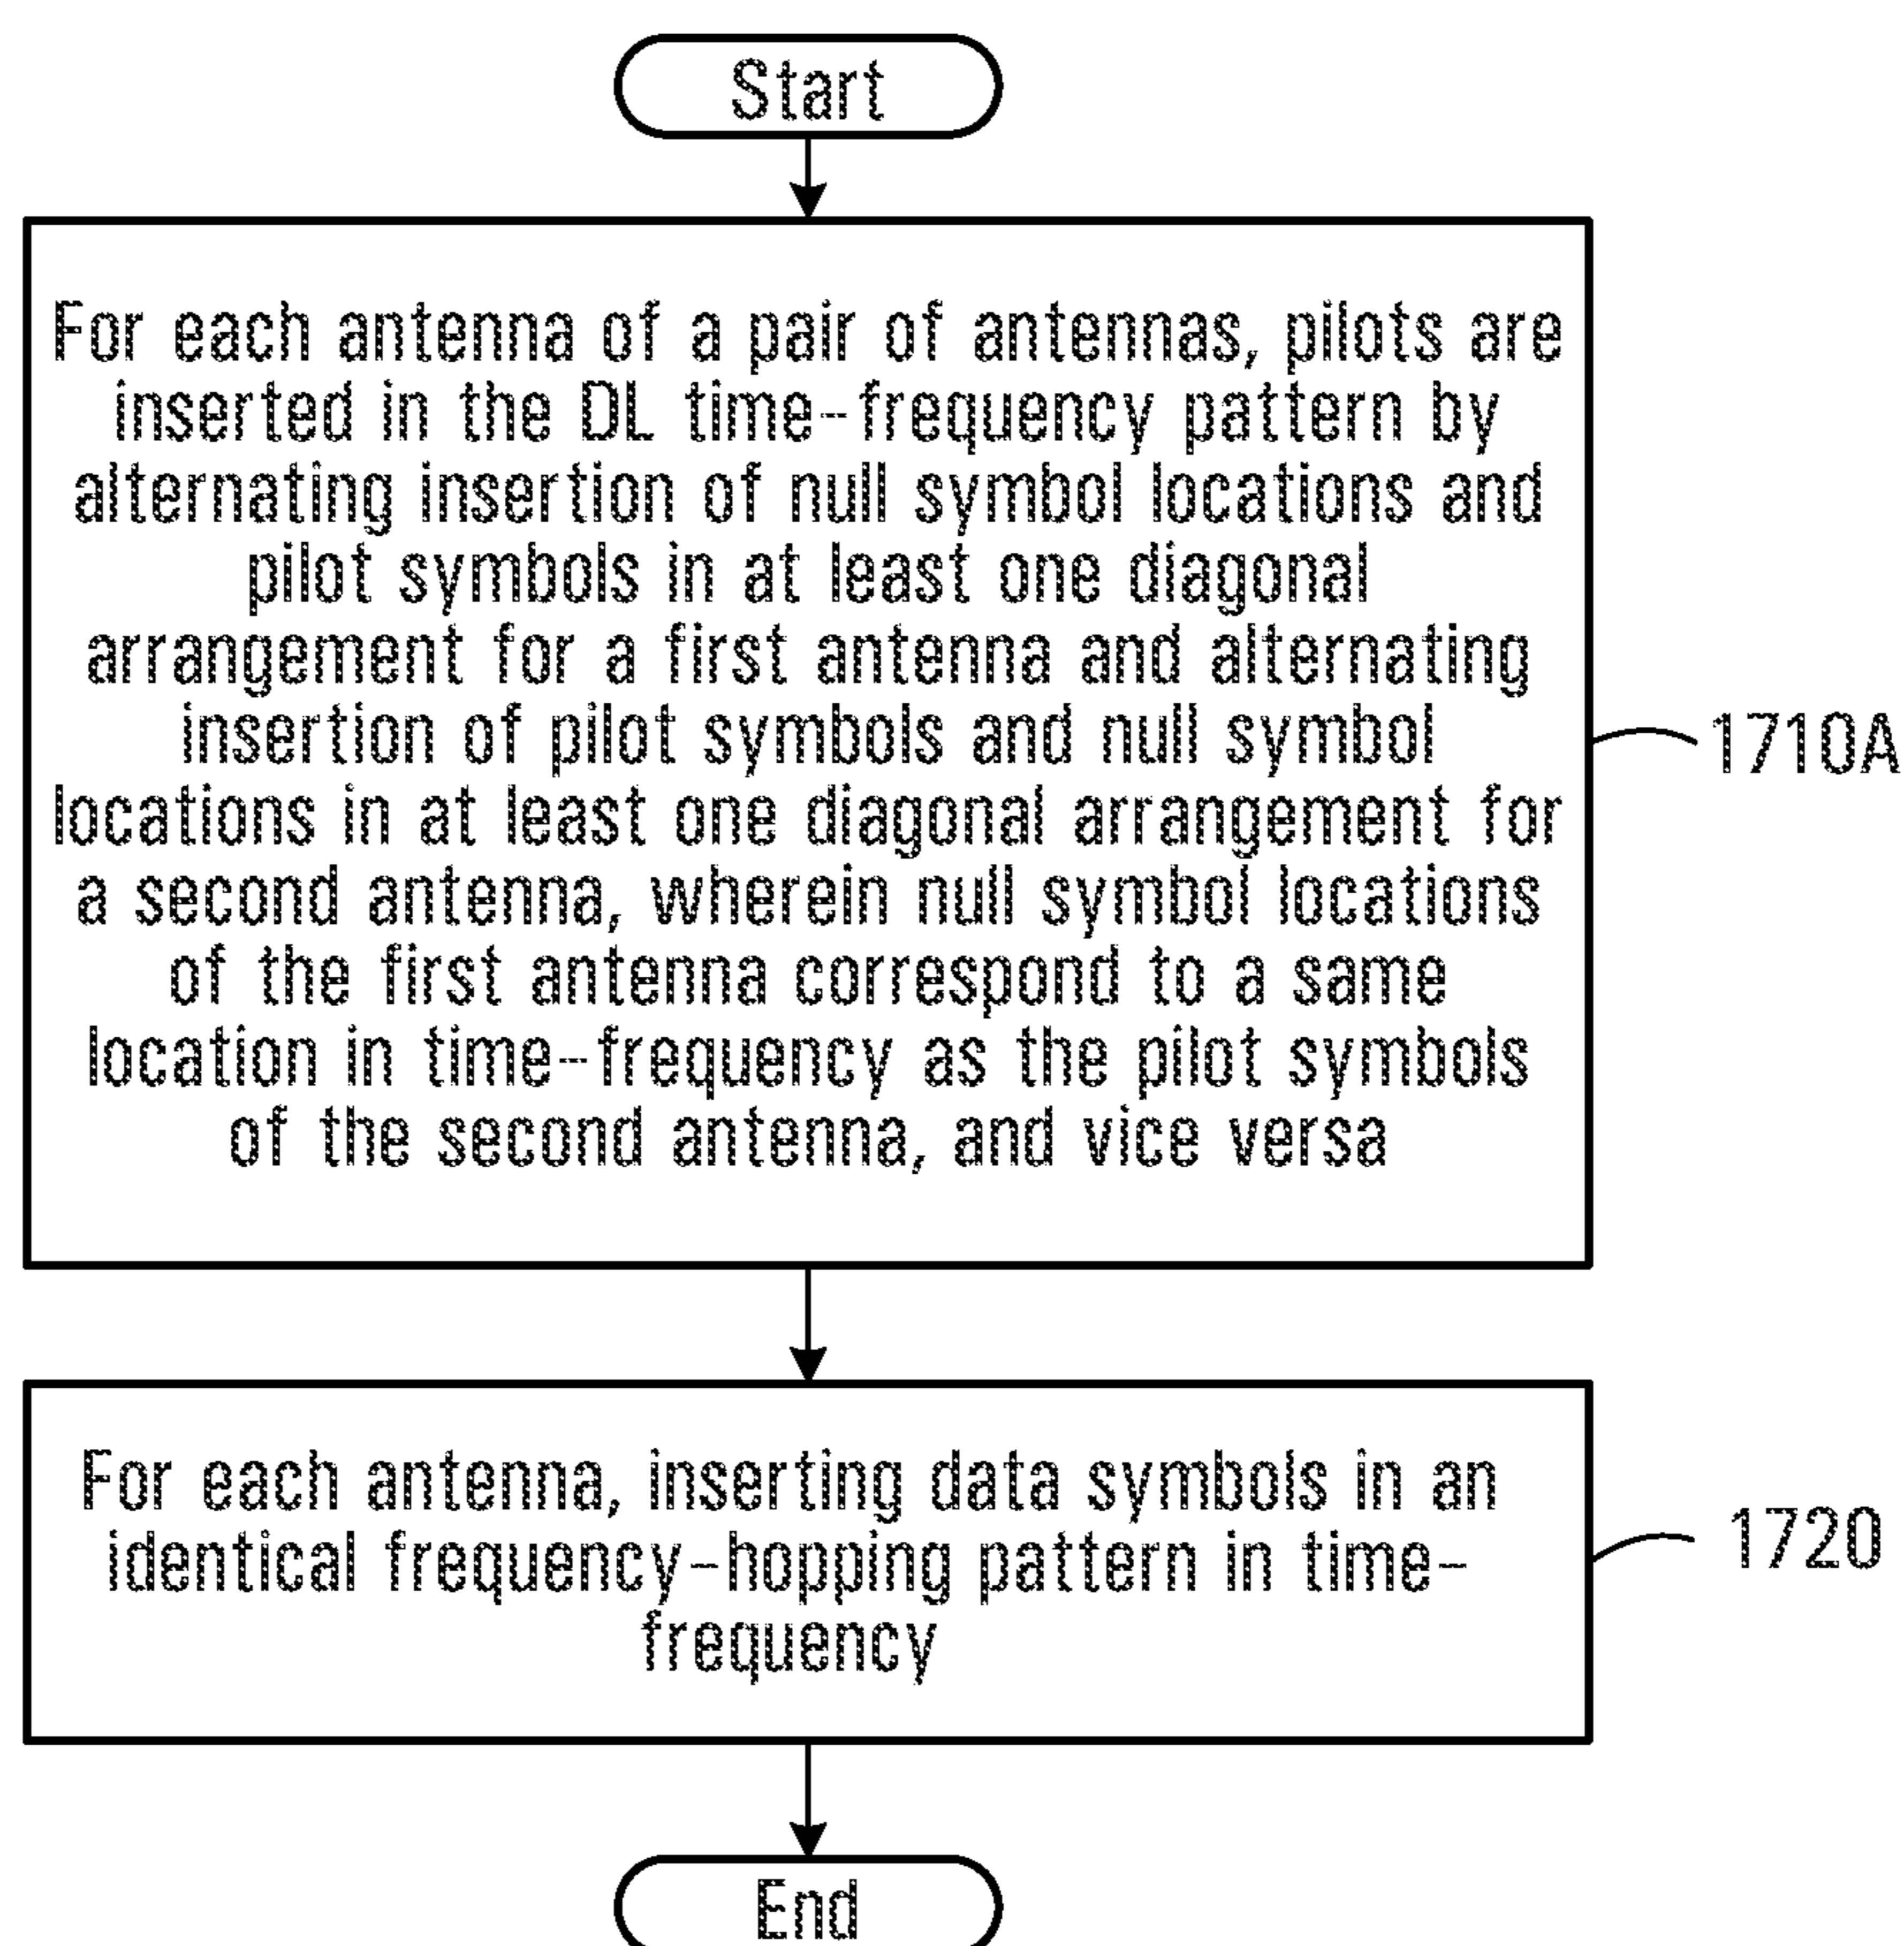 Start
For each antenna of a pair of antennas, pilots are
inserted in the DL time-frequency pattern by
alternating insertion of null symbol locations and
pilot symbols in at least one diagonal
arrangement for a first antenna and alternating
insertion of pilot symbols and null symbol
locations in at least one diagonal arrangement for
a second antenna, wherein null symbol locations
of the first antenna correspond to a same
location in time-frequency as the pilot symbols
of the second antenna, and vice versa
1710A
For each antenna, inserting data symbols in an
identical frequency-hopping pattern in time-
frequency
1720
End